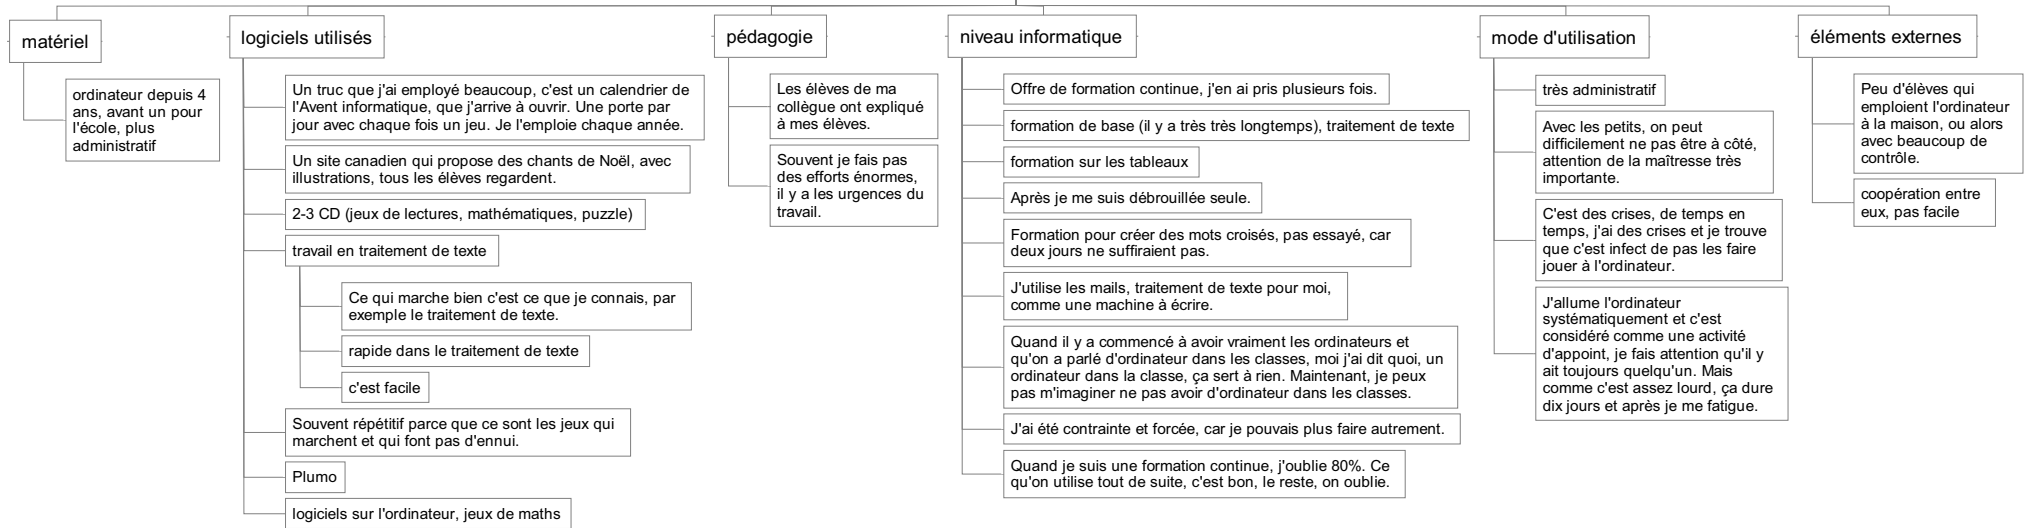 matériel
ordinateur depuis 4
ans, avant un pour
l'école, plus
administratif
logiciels utilisés
Un truc que j'ai employé beaucoup, c'est un calendrier de
l'Avent informatique, que j'arrive à ouvrir. Une porte par
jour avec chaque fois un jeu. Je l'emploie chaque année.
Un site canadien qui propose des chants de Noël, avec
illustrations, tous les élèves regardent.
2-3 CD (jeux de lectures, mathématiques, puzzle)
travail en traitement de texte
Ce qui marche bien c'est ce que je connais, par
exemple le traitement de texte.
rapide dans le traitement de texte
c'est facile
Souvent répétitif parce que ce sont les jeux qui
marchent et qui font pas d'ennui.
Plumo
logiciels sur l'ordinateur, jeux de maths
pédagogie
Les élèves de ma
collègue ont expliqué
à mes élèves.
Souvent je fais pas
des efforts énormes,
il y a les urgences du
travail.
niveau informatique
Offre de formation continue, j'en ai pris plusieurs fois.
formation de base (il y a très très longtemps), traitement de texte
formation sur les tableaux
Après je me suis débrouillée seule.
Formation pour créer des mots croisés, pas essayé, car
deux jours ne suffiraient pas.
J'utilise les mails, traitement de texte pour moi,
comme une machine à écrire.
Quand il y a commencé à avoir vraiment les ordinateurs et
qu'on a parlé d'ordinateur dans les classes, moi j'ai dit quoi, un
ordinateur dans la classe, ça sert à rien. Maintenant, je peux
pas m'imaginer ne pas avoir d'ordinateur dans les classes.
J'ai été contrainte et forcée, car je pouvais plus faire autrement.
Quand je suis une formation continue, j'oublie 80%. Ce
qu'on utilise tout de suite, c'est bon, le reste, on oublie.
mode d'utilisation
très administratif
Avec les petits, on peut
difficilement ne pas être à côté,
attention de la maîtresse très
importante.
C'est des crises, de temps en
temps, j'ai des crises et je trouve
que c'est infect de pas les faire
jouer à l'ordinateur.
J'allume l'ordinateur
systématiquement et c'est
considéré comme une activité
d'appoint, je fais attention qu'il y
ait toujours quelqu'un. Mais
comme c'est assez lourd, ça dure
dix jours et après je me fatigue.
éléments externes
Peu d'élèves qui
emploient l'ordinateur
à la maison, ou alors
avec beaucoup de
contrôle.
coopération entre
eux, pas facile